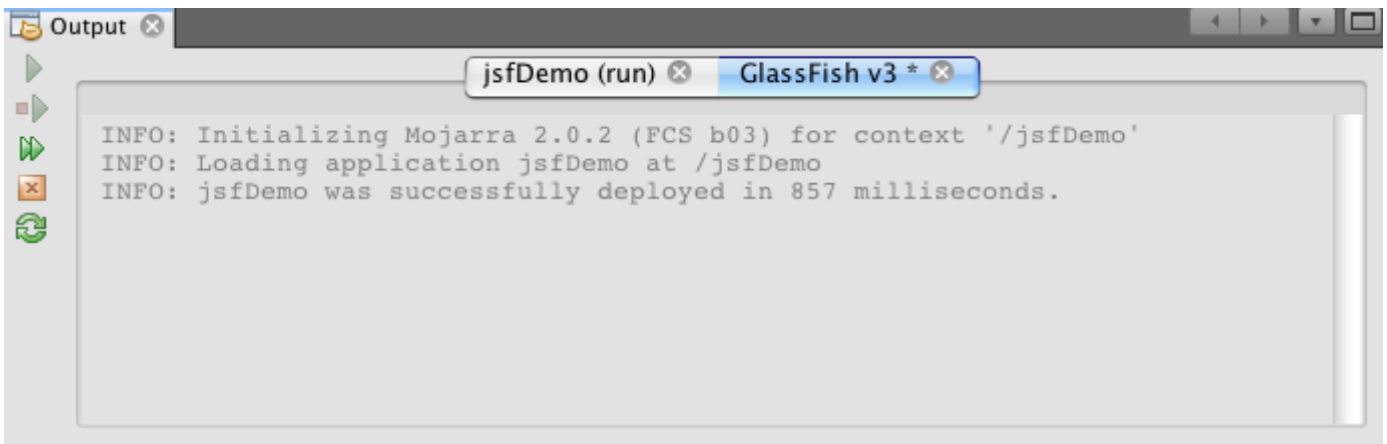 Output
jsfDemo (run) GlassFish v3 *
INFO: Initializing Mojarra 2.0.2 (FCS b03) for context '/jsfDemo'
INFO: Loading application jsfDemo at /jsfDemo
INFO: jsfDemo was successfully deployed in 857 milliseconds.